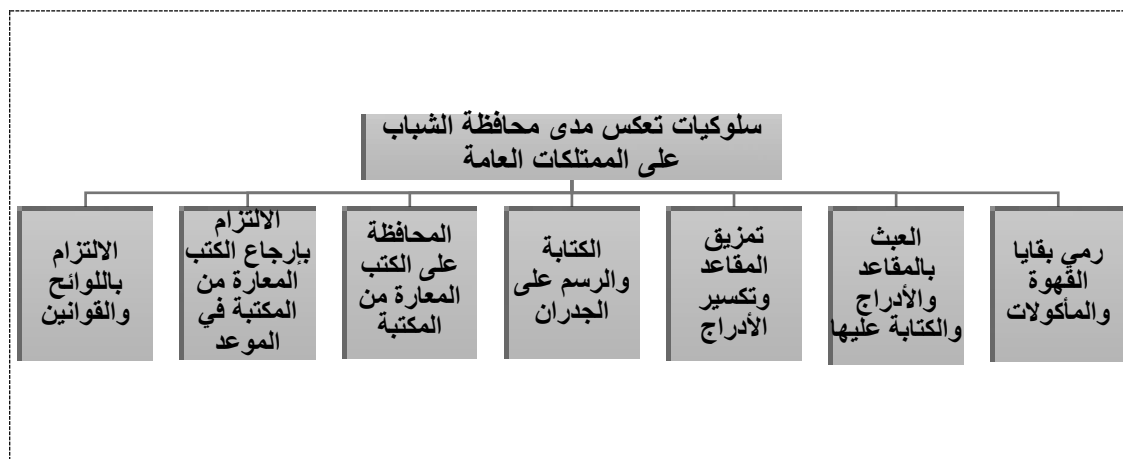 سلوكيات تعكس مدى محافظة الشباب
على الممتلكات العامة
رمي بقايا
القهوة
والمأكولات
العبث
بالمقاعد
والأدراج
والكتابة عليها
تمزيق
المقاعد
وتكسير
الأدراج
الكتابة
والرسم على
الجدران
المحافظة
على الكتب
المعارة من
المكتبة
الالتزام
بإرجاع الكتب
المعارة من
المكتبة في
الموعد
الالتزام
باللوائح
والقوانين